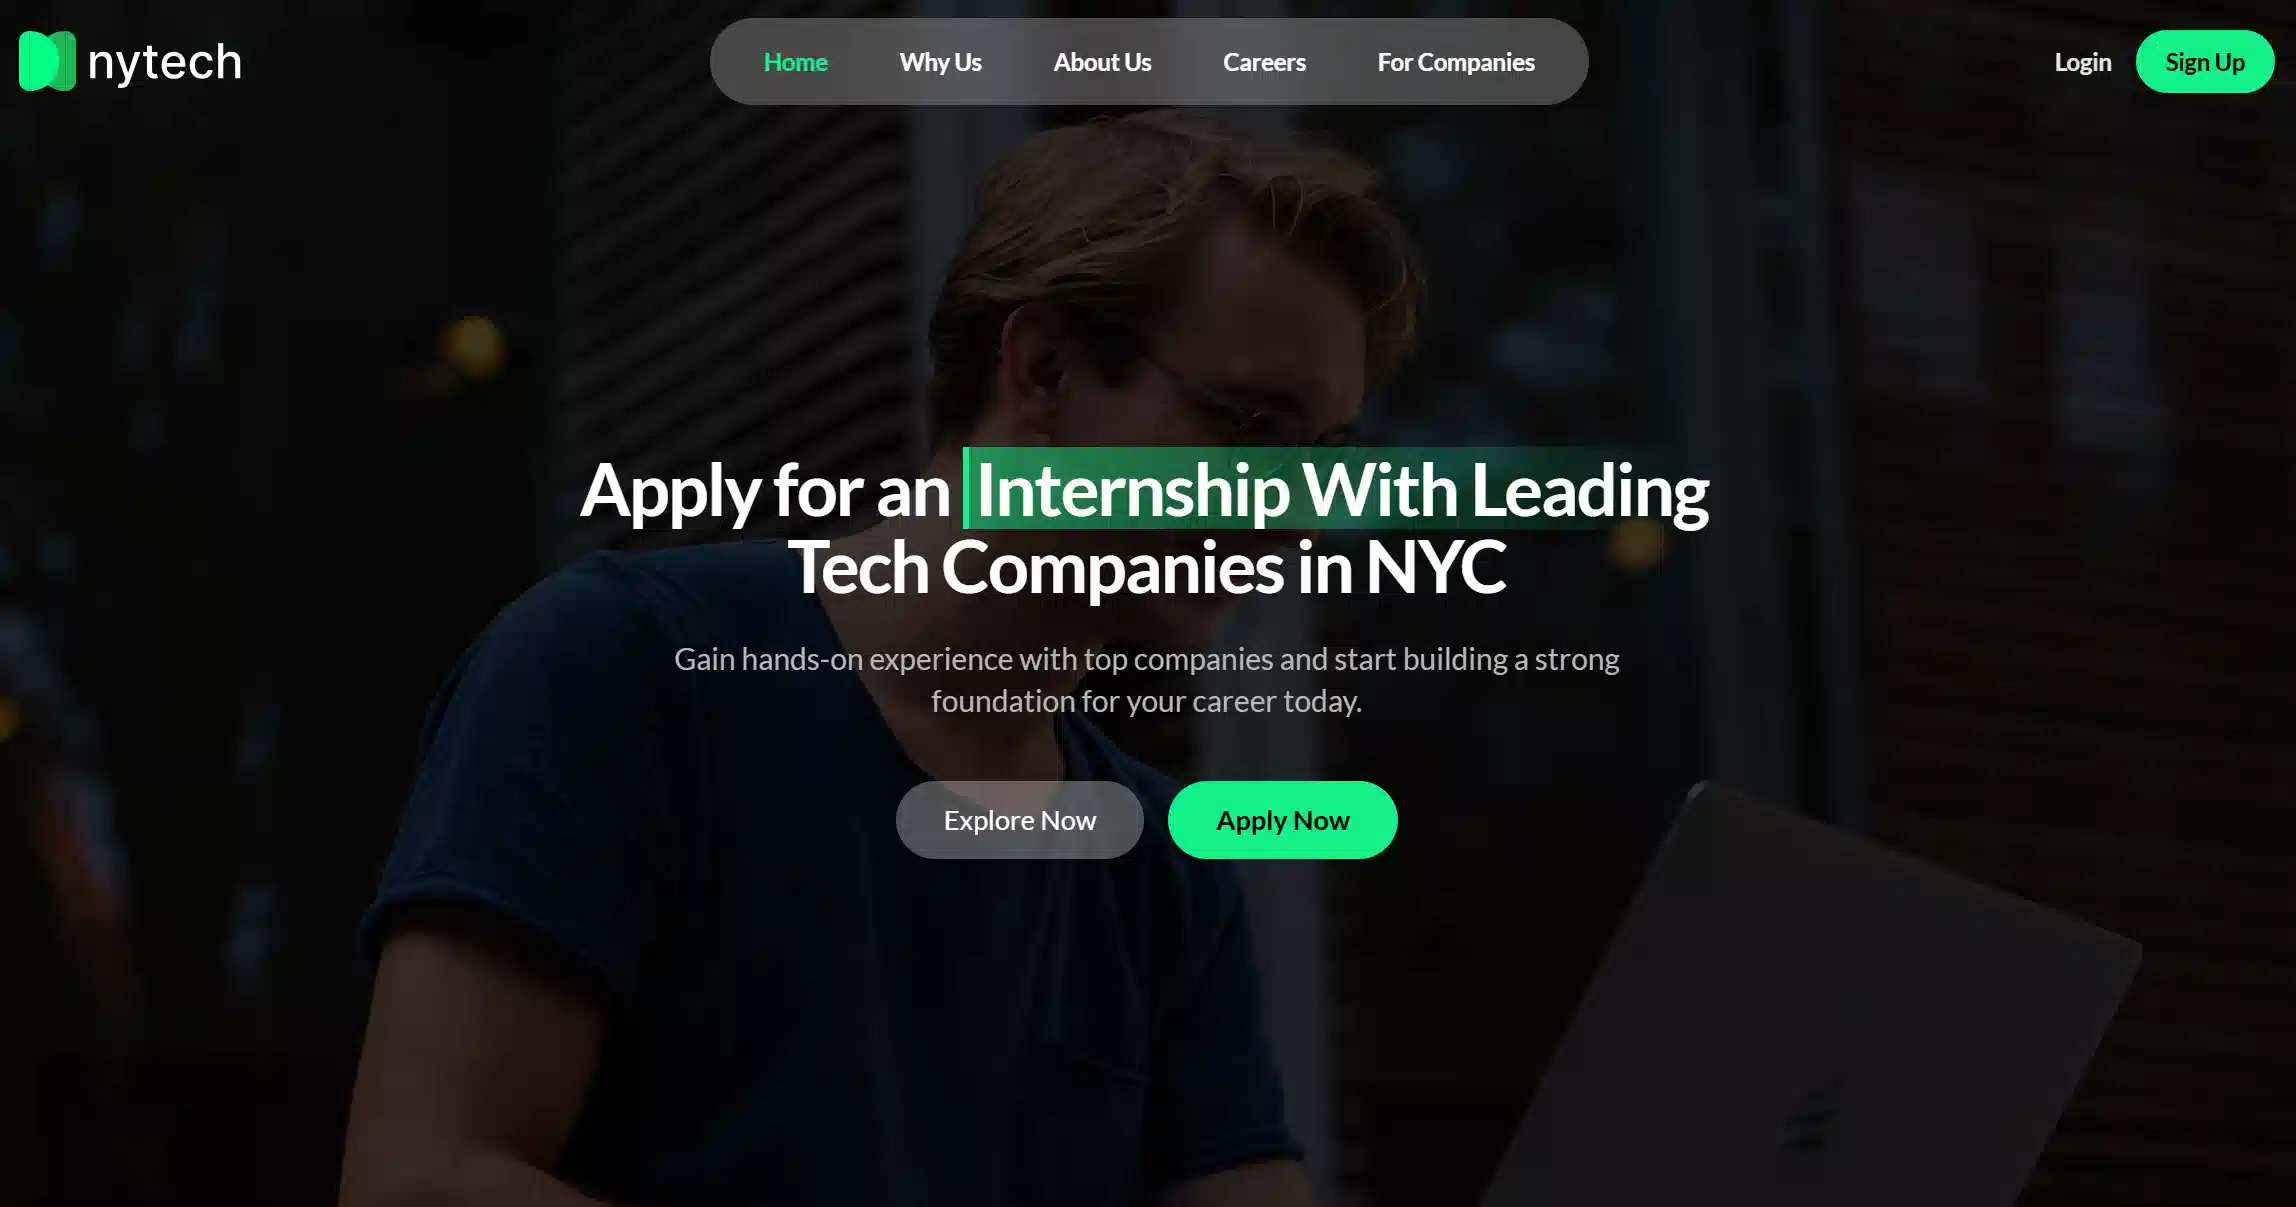 nytech
Home
Why Us
About Us
Careers
For Companies
Login
Sign Up
Apply for an Internship With Leading
Tech Companies in NYC
Gain hands-on experience with top companies and start building a strong
foundation for your career today.
Explore Now
Apply Now